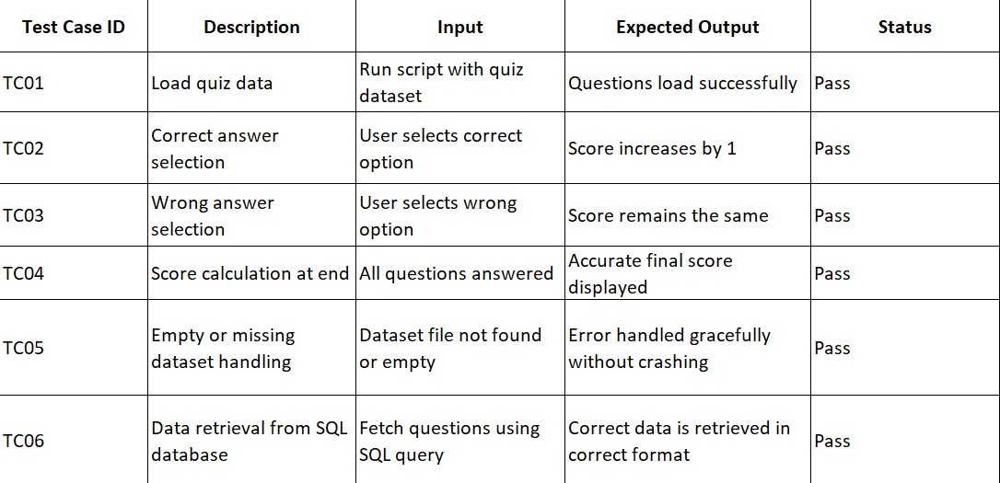 Test Case ID Description Input Expected Output Status
TC01 Load quiz data Run script with quiz dataset Questions load successfully Pass
TC02 Correct answer selection User selects correct option Score increases by 1 Pass
TC03 Wrong answer selection User selects wrong option Score remains the same Pass
TC04 Score calculation at end All questions answered Accurate final score displayed Pass
TC05 Empty or missing dataset handling Dataset file not found or empty Error handled gracefully without crashing Pass
TC06 Data retrieval from SQL database Fetch questions using SQL query Correct data is retrieved in correct format Pass